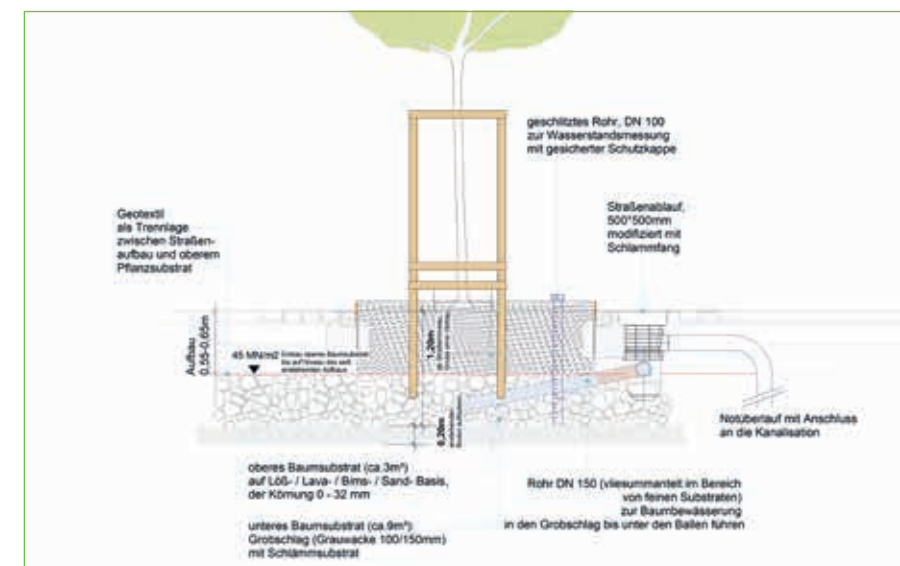 geschlitztes Rohr, DN 100
zur Wasserstandsmessung
mit gesicherter Schutzkappe
Geotextil
als Trennlage
zwischen Straßen-
aufbau und oberem
Pflanzsubstrat
Straßenablauf,
500*500mm
modifiziert mit
Schlammfang
Aufbau
0,55-0,65m
45 MN/m2
1,20m
0,20m
Notüberlauf mit Anschluss
an die Kanalisation
oberes Baumsubstrat (ca.3m³)
auf Löß- / Lava- / Bims- / Sand- Basis,
der Körnung 0 - 32 mm
unteres Baumsubstrat (ca.9m³)
Grobschlag (Grauwacke 100/150mm)
mit Schlämmsubstrat
Rohr DN 150 (vliesummantelt im Bereich
von feinen Substraten)
zur Baumbewässerung
in den Grobschlag bis unter den Ballen führen